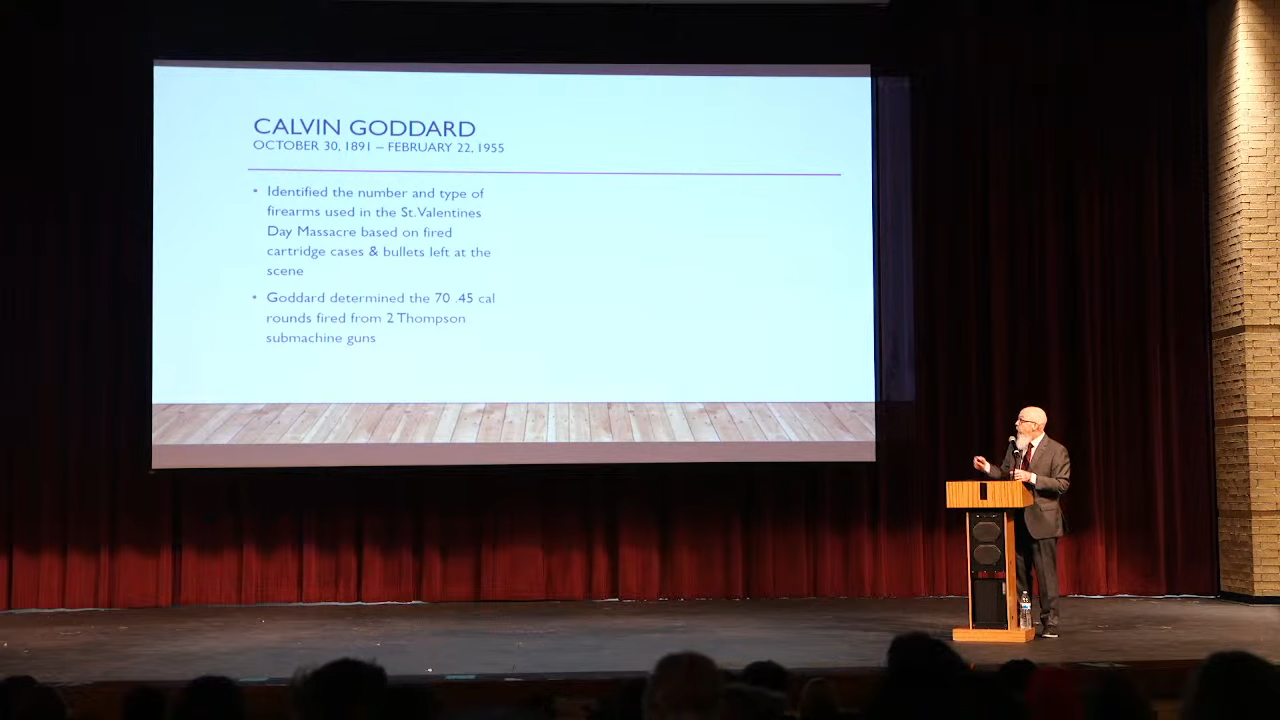 CALVIN GODDARD
OCTOBER 30, 1891 – FEBRUARY 22, 1955
• Identified the number and type of
firearms used in the St. Valentines
Day Massacre based on fired
cartridge cases & bullets left at the
scene
• Goddard determined the 70 .45 cal
rounds fired from 2 Thompson
submachine guns